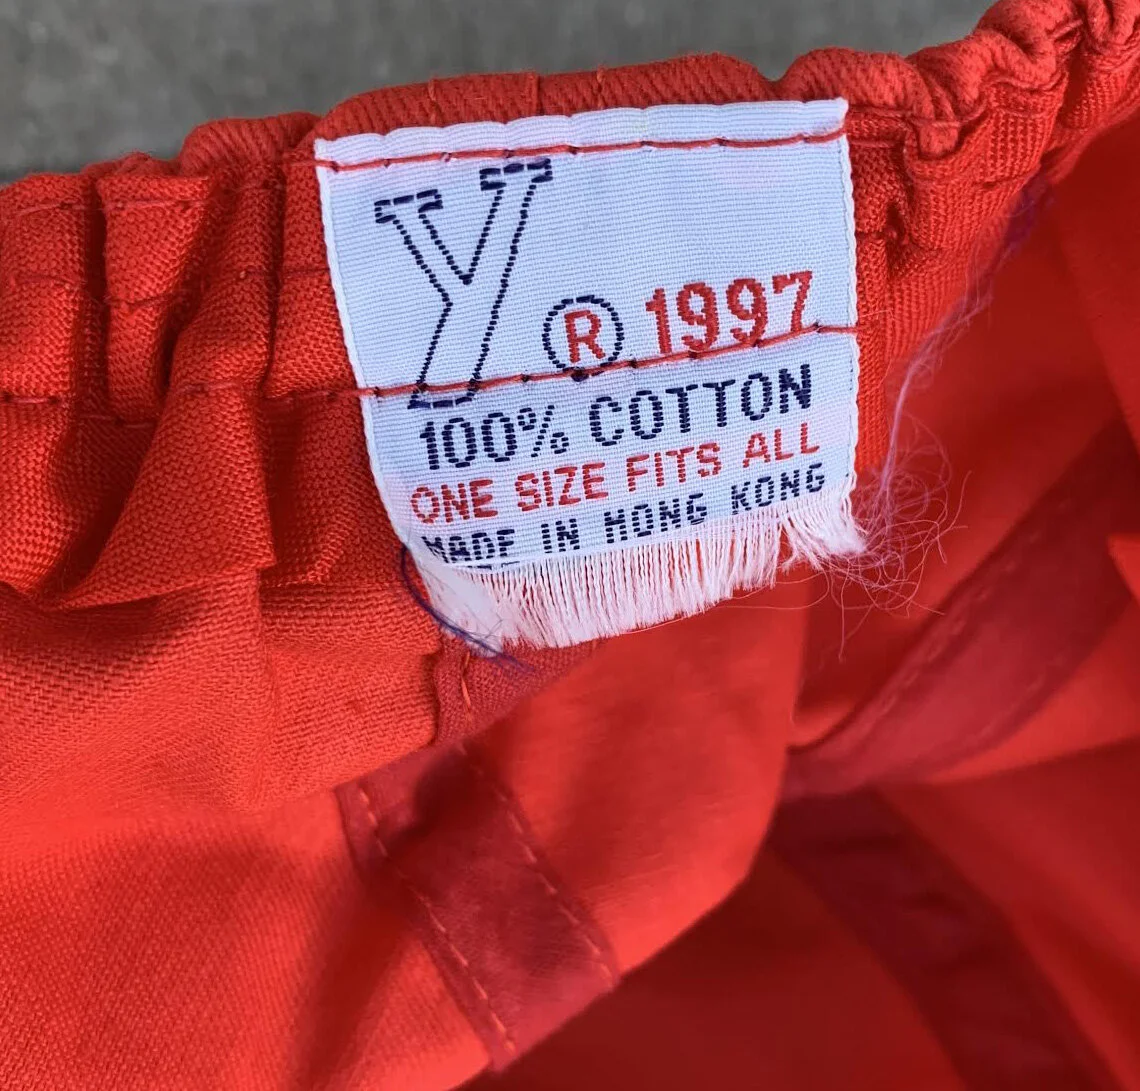 Y ® 1997
100% COTTON
ONE SIZE FITS ALL
MADE IN HONG KONG